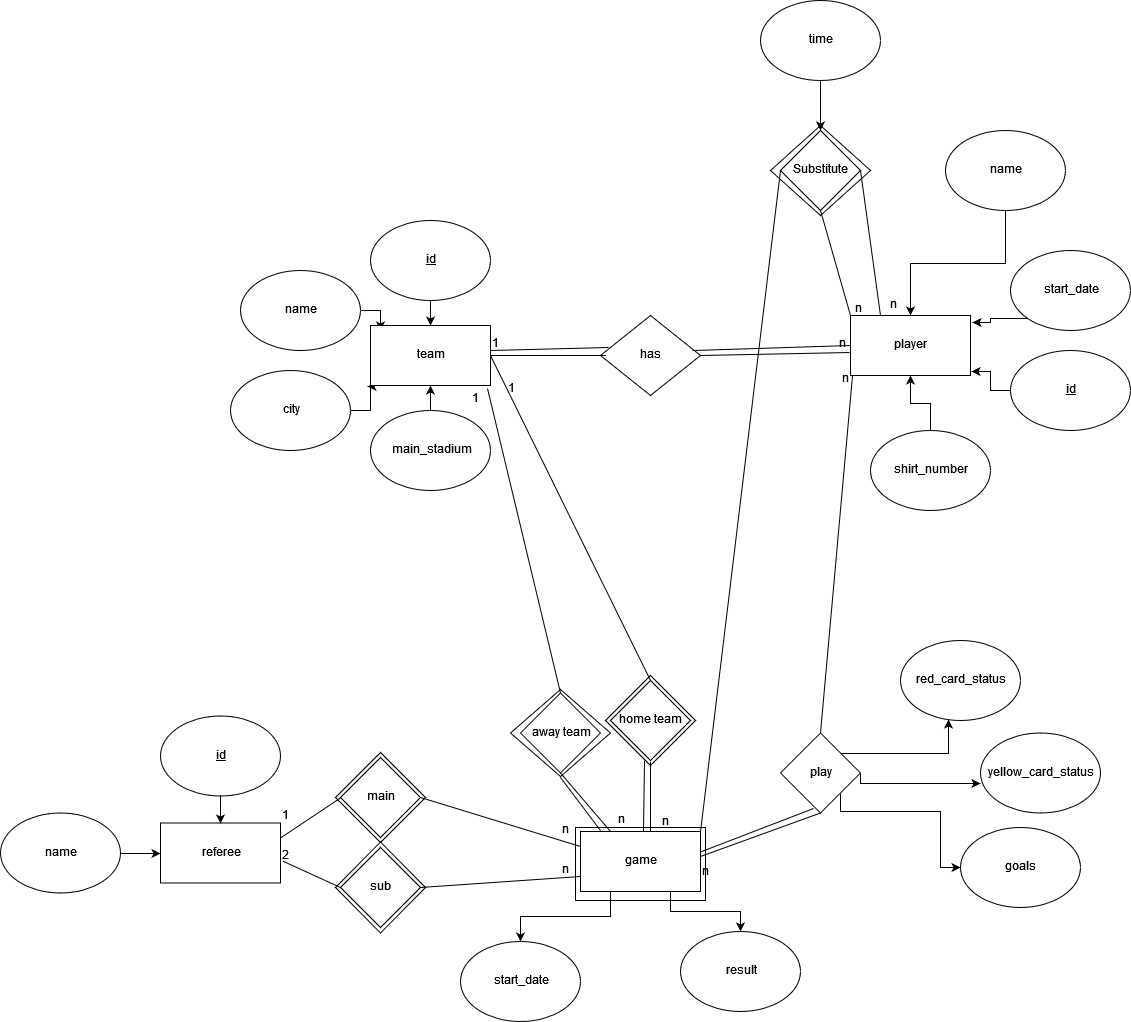 time
Substitute
name
id
name
start_date
n
n
1
team
has
n
player
n
id
1
1
city
main_stadium
shirt_number
red_card_status
away team
home team
id
play
yellow_card_status
main
1
n
n
n
name
referee
2
game
goals
n
n
sub
start_date
result